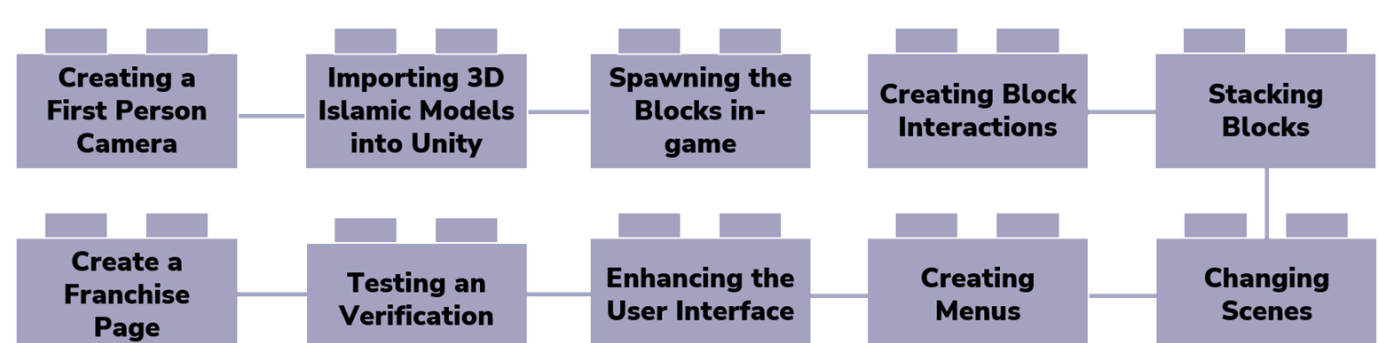 Creating a
First Person
Camera
Importing 3D
Islamic Models
into Unity
Spawning the
Blocks in-
game
Creating Block
Interactions
Stacking
Blocks
Create a
Franchise
Page
Testing an
Verification
Enhancing the
User Interface
Creating
Menus
Changing
Scenes